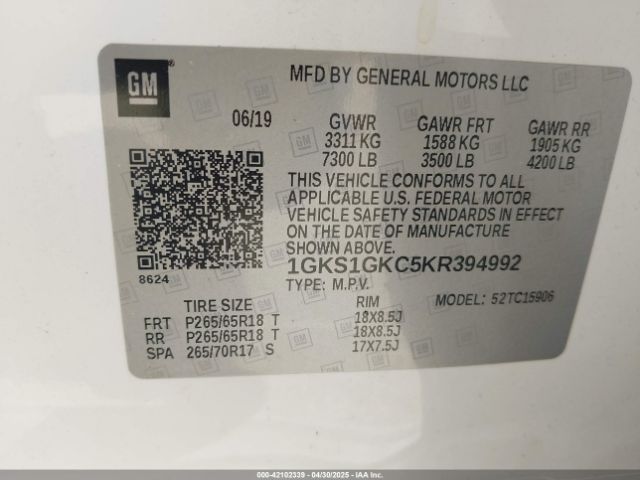 GM
MFD BY GENERAL MOTORS LLC
06/19 GVWR GAWR FRT GAWR RR
3311 KG 1588 KG 1905 KG
7300 LB 3500 LB 4200 LB
THIS VEHICLE CONFORMS TO ALL
APPLICABLE U.S. FEDERAL MOTOR
VEHICLE SAFETY STANDARDS IN EFFECT
ON THE DATE OF MANUFACTURE
SHOWN ABOVE.
1GKS1GKC5KR394992
8624
TYPE: M.P.V. MODEL: 52TC15906
TIRE SIZE RIM
FRT P265/65R18 T 18X8.5J
RR P265/65R18 T 18X8.5J
SPA 265/70R17 S 17X7.5J
000-42102339 - 04/30/2025 - COPYRIGHT IAA, LLC.